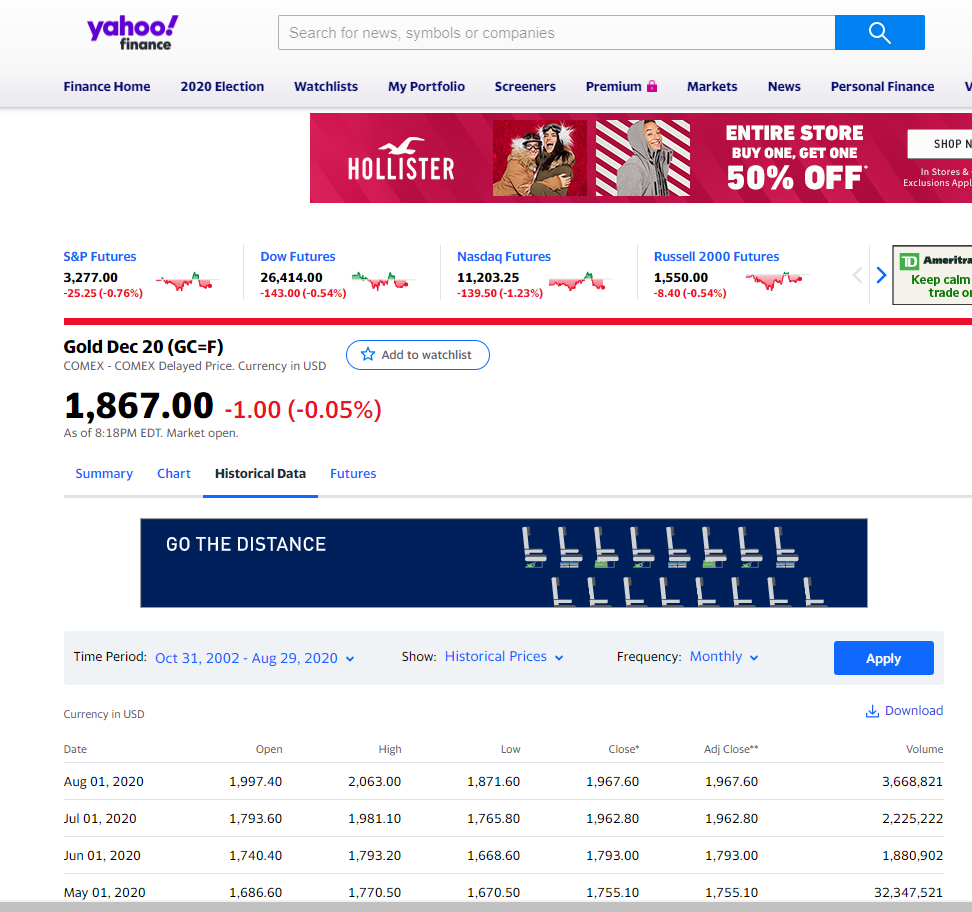 yahoo!
finance
Search for news, symbols or companies
Finance Home 2020 Election Watchlists My Portfolio Screeners Premium Markets News Personal Finance
HOLLISTER
ENTIRE STORE
BUY ONE, GET ONE
50% OFF*
SHOP N
In Stores &
Exclusions Appl
S&P Futures Dow Futures Nasdaq Futures Russell 2000 Futures
3,277.00 26,414.00 11,203.25 1,550.00
-25.25 (-0.76%) -143.00 (-0.54%) -139.50 (-1.23%) -8.40 (-0.54%)
TD Ameritra
Keep calm
trade o
Gold Dec 20 (GC=F)
COMEX - COMEX Delayed Price. Currency in USD
Add to watchlist
1,867.00 -1.00 (-0.05%)
As of 8:18PM EDT. Market open.
Summary Chart Historical Data Futures
GO THE DISTANCE
Time Period: Oct 31, 2002 - Aug 29, 2020 Show: Historical Prices Frequency: Monthly Apply
Currency in USD Download
Date Open High Low Close* Adj Close** Volume
Aug 01, 2020 1,997.40 2,063.00 1,871.60 1,967.60 1,967.60 3,668,821
Jul 01, 2020 1,793.60 1,981.10 1,765.80 1,962.80 1,962.80 2,225,222
Jun 01, 2020 1,740.40 1,793.20 1,668.60 1,793.00 1,793.00 1,880,902
May 01, 2020 1,686.60 1,770.50 1,670.50 1,755.10 1,755.10 32,347,521